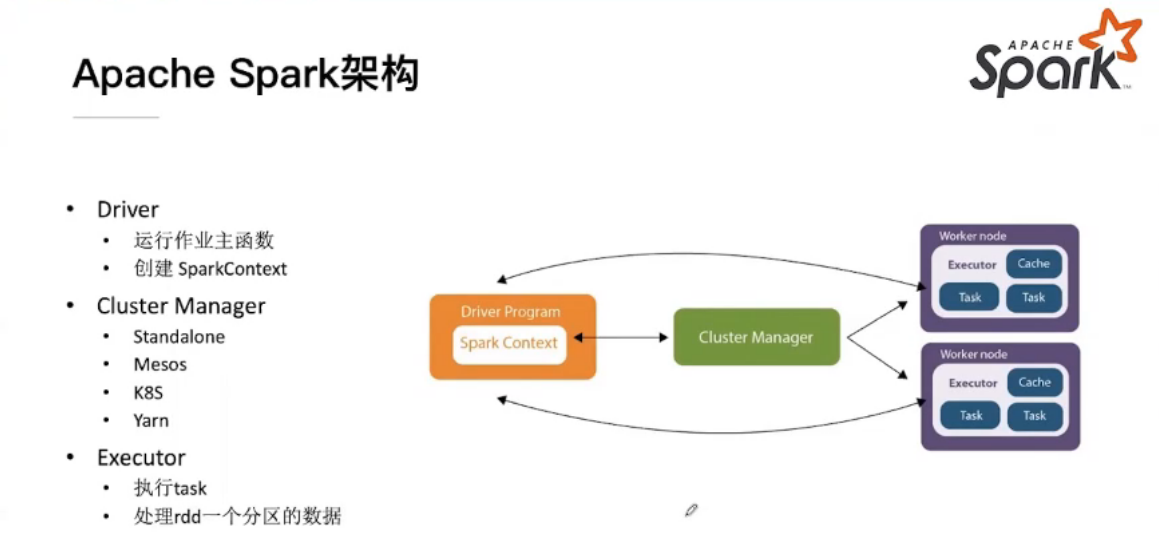 Apache Spark架构
APACHE
Spark™
• Driver
• 运行作业主函数
• 创建 SparkContext
• Cluster Manager
• Standalone
• Mesos
• K8S
• Yarn
• Executor
• 执行task
• 处理rdd一个分区的数据
Driver Program
Spark Context
Cluster Manager
Worker node
Executor
Cache
Task
Task
Worker node
Executor
Cache
Task
Task